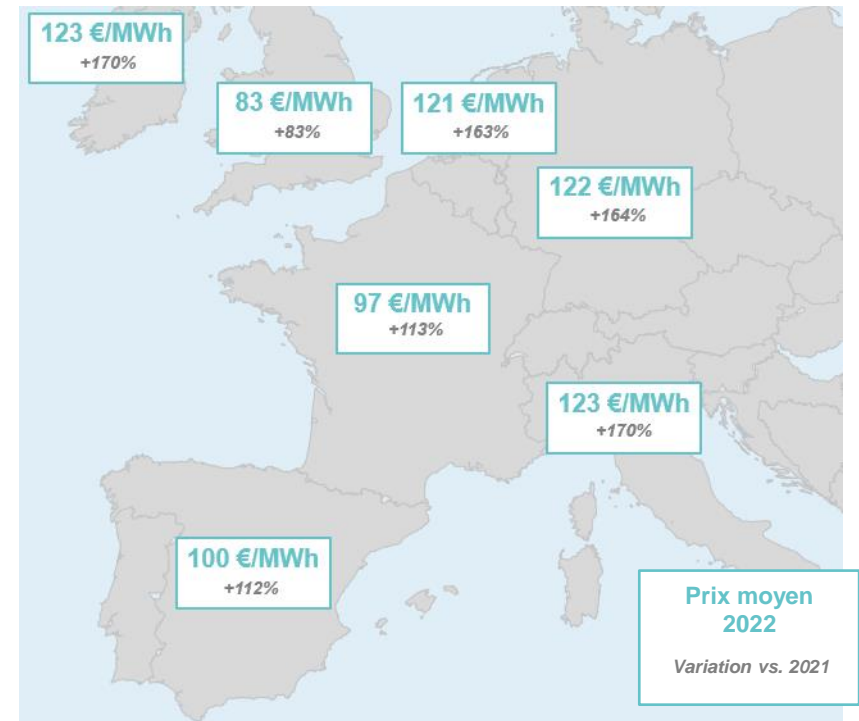 123 €/MWh
+170%
83 €/MWh
+83%
121 €/MWh
+163%
122 €/MWh
+164%
97 €/MWh
+113%
123 €/MWh
+170%
100 €/MWh
+112%
Prix moyen
2022
Variation vs. 2021